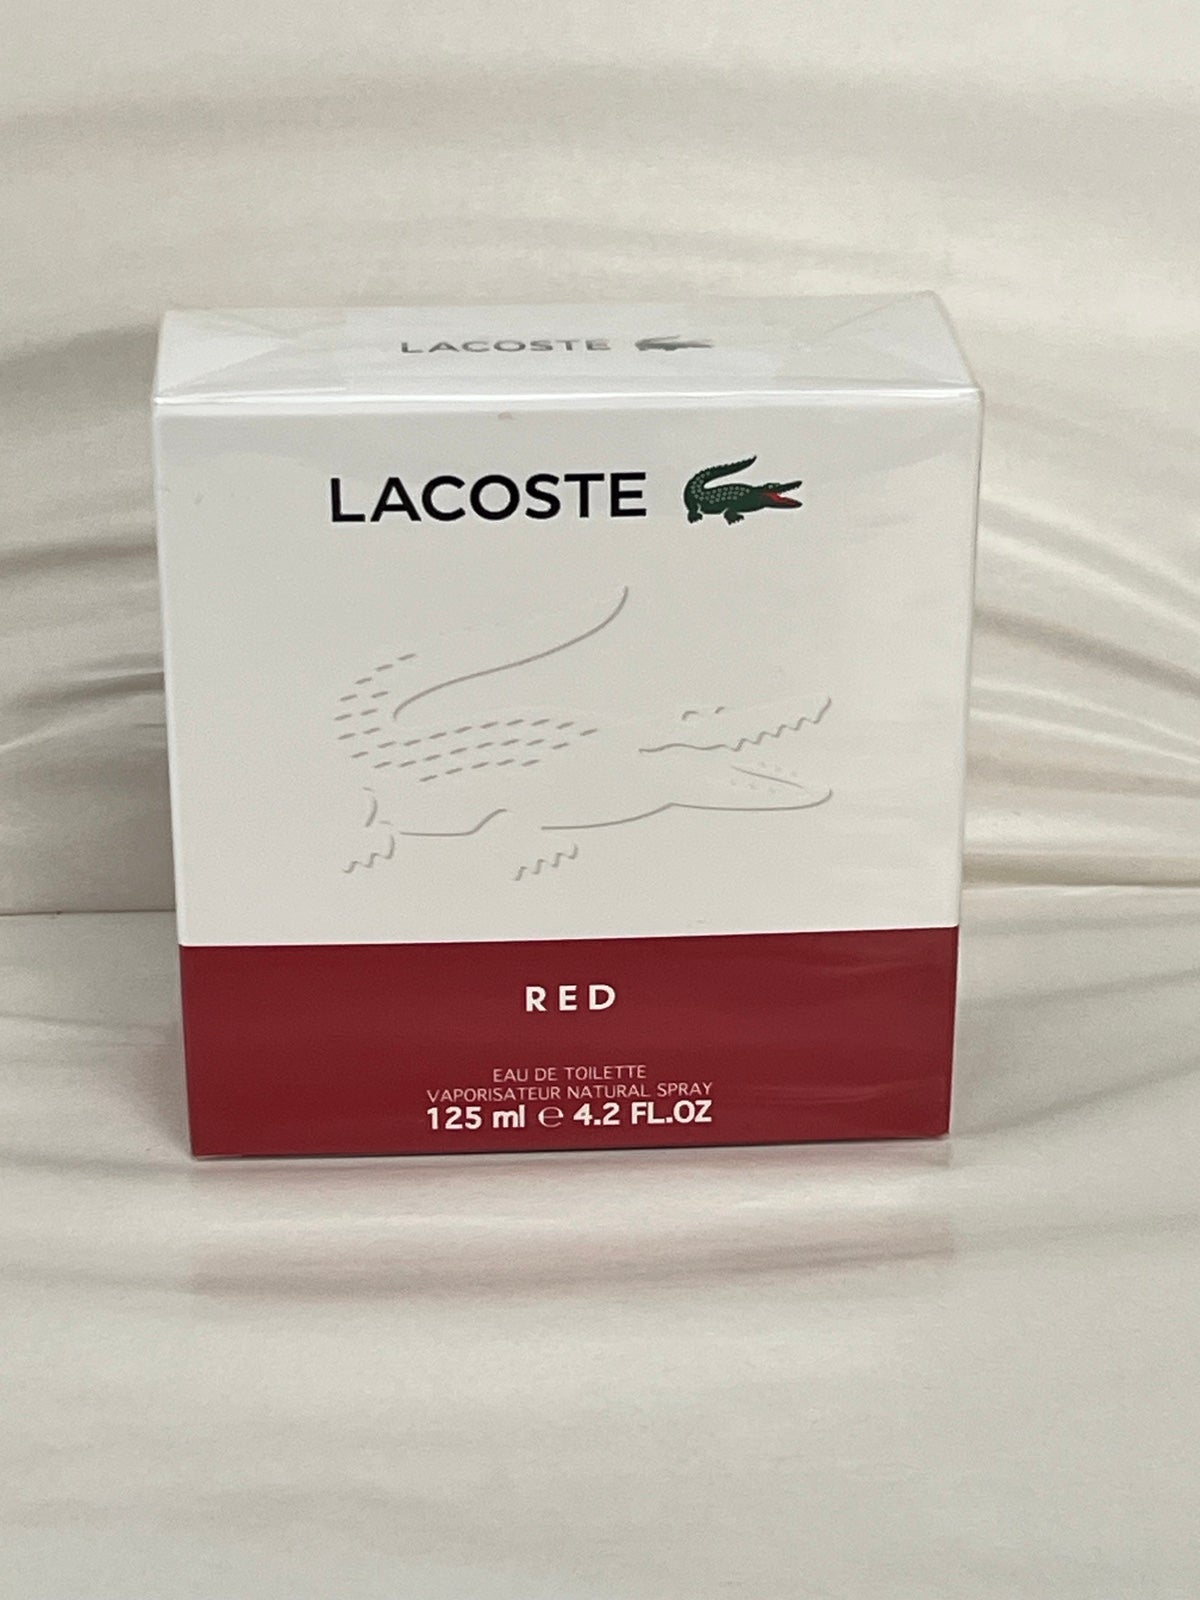 LACOSTE
LACOSTE
RED
EAU DE TOILETTE
VAPORISATEUR NATURAL SPRAY
125 ml ℮ 4.2 FL.OZ